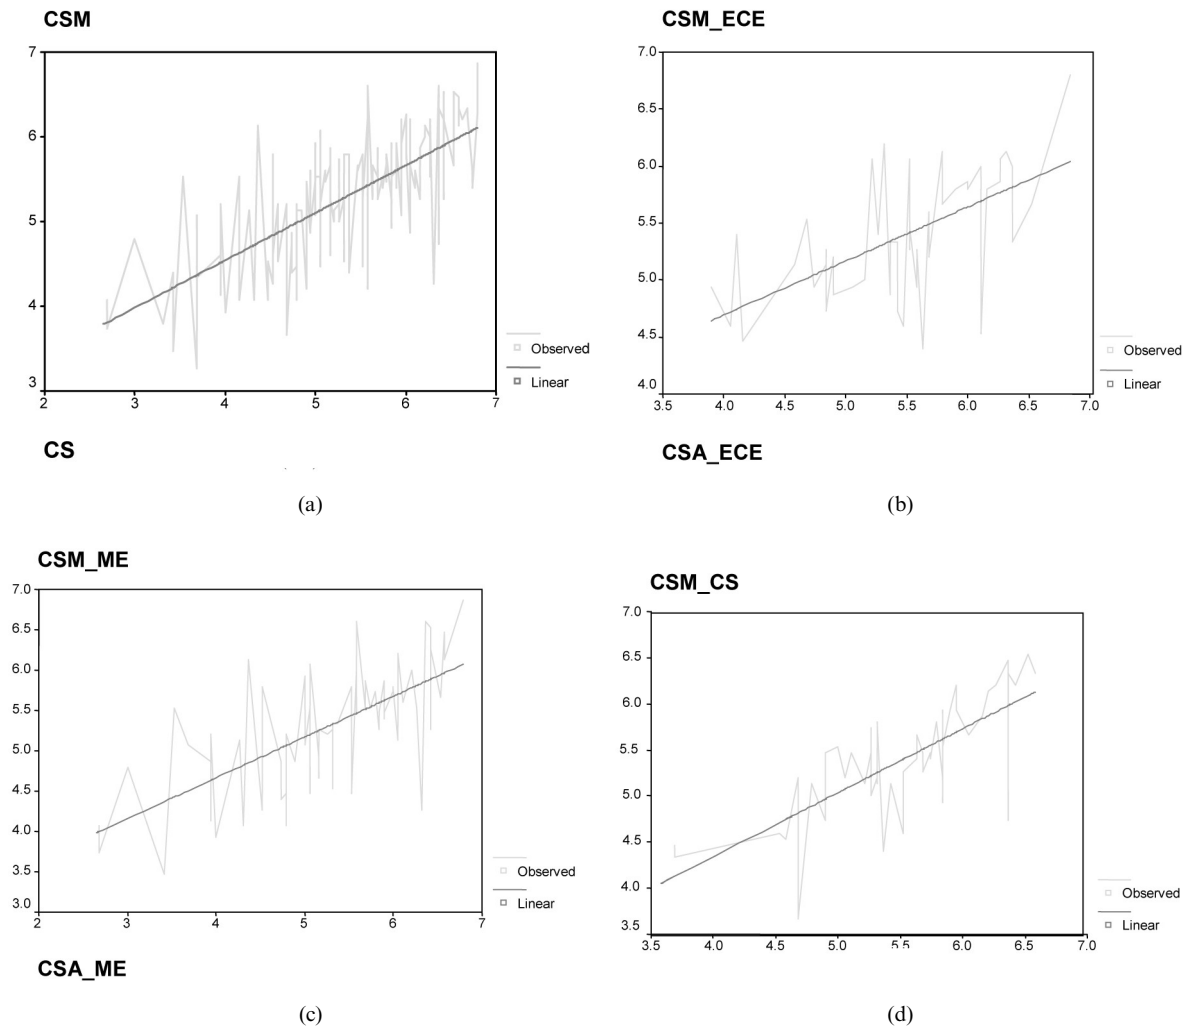 CSM
7
6
5
4
3
2 3 4 5 6 7
Observed
Linear
CS
(a)
CSM_ECE
7.0
6.5
6.0
5.5
5.0
4.5
4.0
3.5 4.0 4.5 5.0 5.5 6.0 6.5 7.0
Observed
Linear
CSA_ECE
(b)
CSM_ME
7.0
6.5
6.0
5.5
5.0
4.5
4.0
3.5
3.0
2 3 4 5 6 7
Observed
Linear
CSA_ME
(c)
CSM_CS
7.0
6.5
6.0
5.5
5.0
4.5
4.0
3.5
3.5 4.0 4.5 5.0 5.5 6.0 6.5 7.0
Observed
Linear
(d)